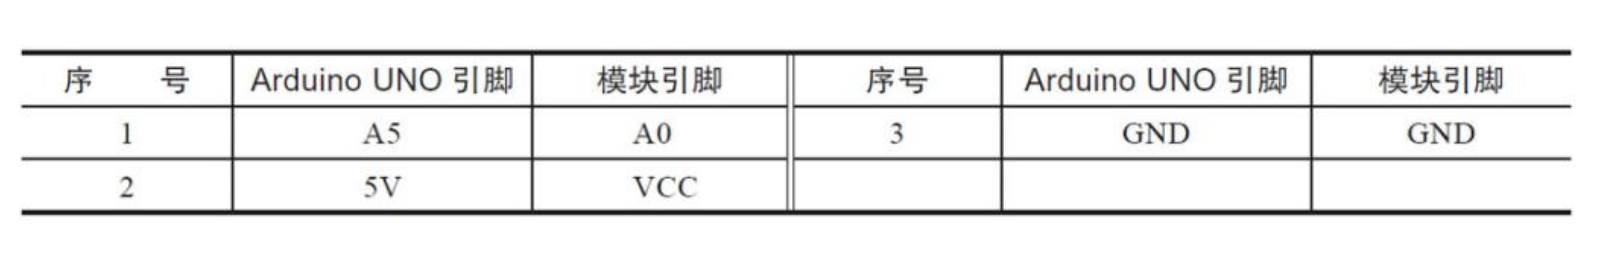 序 号 Arduino UNO 引脚 模块引脚 序号 Arduino UNO 引脚 模块引脚
1 A5 A0 3 GND GND
2 5V VCC